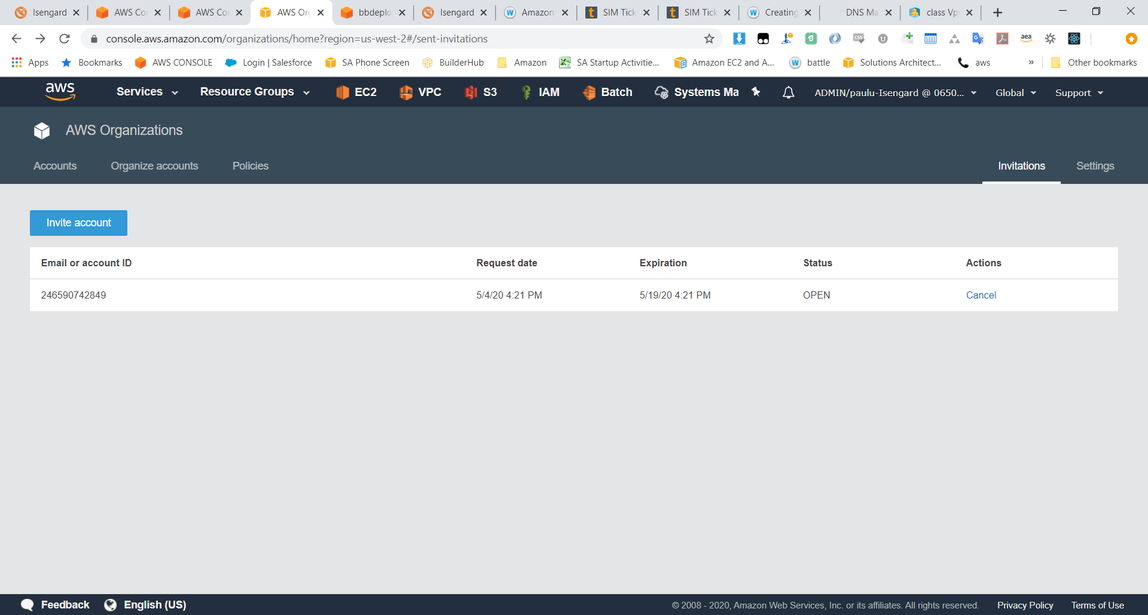 Isengard AWS Co AWS Co AWS Or bbdeplo Isengard Amazon SIM Tick SIM Tick Creating DNS Ma class Vp
console.aws.amazon.com/organizations/home?region=us-west-2#/sent-invitations
Apps Bookmarks AWS CONSOLE Login | Salesforce SA Phone Screen BuilderHub Amazon SA Startup Activitie... Amazon EC2 and A... battle Solutions Architect... aws » Other bookmarks
aws Services Resource Groups EC2 VPC S3 IAM Batch Systems Ma ADMIN/paulu-Isengard @ 0650... Global Support
AWS Organizations
Accounts Organize accounts Policies Invitations Settings
Invite account
Email or account ID Request date Expiration Status Actions
246590742849 5/4/20 4:21 PM 5/19/20 4:21 PM OPEN Cancel
Feedback English (US) © 2008 - 2020, Amazon Web Services, Inc. or its affiliates. All rights reserved. Privacy Policy Terms of Use